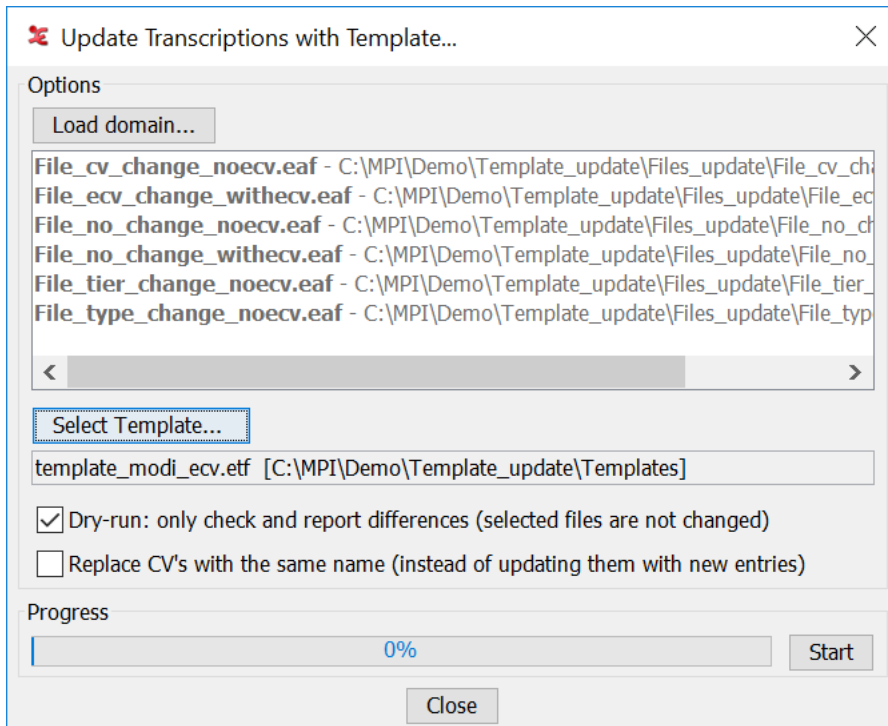 Update Transcriptions with Template...
Options
Load domain...
File_cv_change_noecv.eaf - C:\MPI\Demo\Template_update\Files_update\File_cv_cha
File_ecv_change_withecv.eaf - C:\MPI\Demo\Template_update\Files_update\File_ec
File_no_change_noecv.eaf - C:\MPI\Demo\Template_update\Files_update\File_no_ch
File_no_change_withecv.eaf - C:\MPI\Demo\Template_update\Files_update\File_no_
File_tier_change_noecv.eaf - C:\MPI\Demo\Template_update\Files_update\File_tier_
File_type_change_noecv.eaf - C:\MPI\Demo\Template_update\Files_update\File_typ
Select Template...
template_modi_ecv.etf [C:\MPI\Demo\Template_update\Templates]
Dry-run: only check and report differences (selected files are not changed)
Replace CV's with the same name (instead of updating them with new entries)
Progress
0%
Start
Close